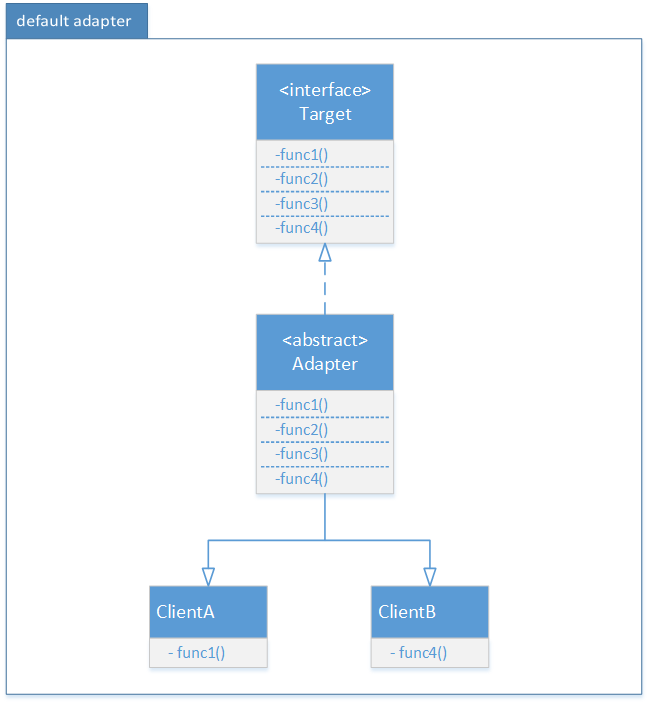 default adapter
<interface>
Target
-func1()
-func2()
-func3()
-func4()
<abstract>
Adapter
-func1()
-func2()
-func3()
-func4()
ClientA
- func1()
ClientB
- func4()